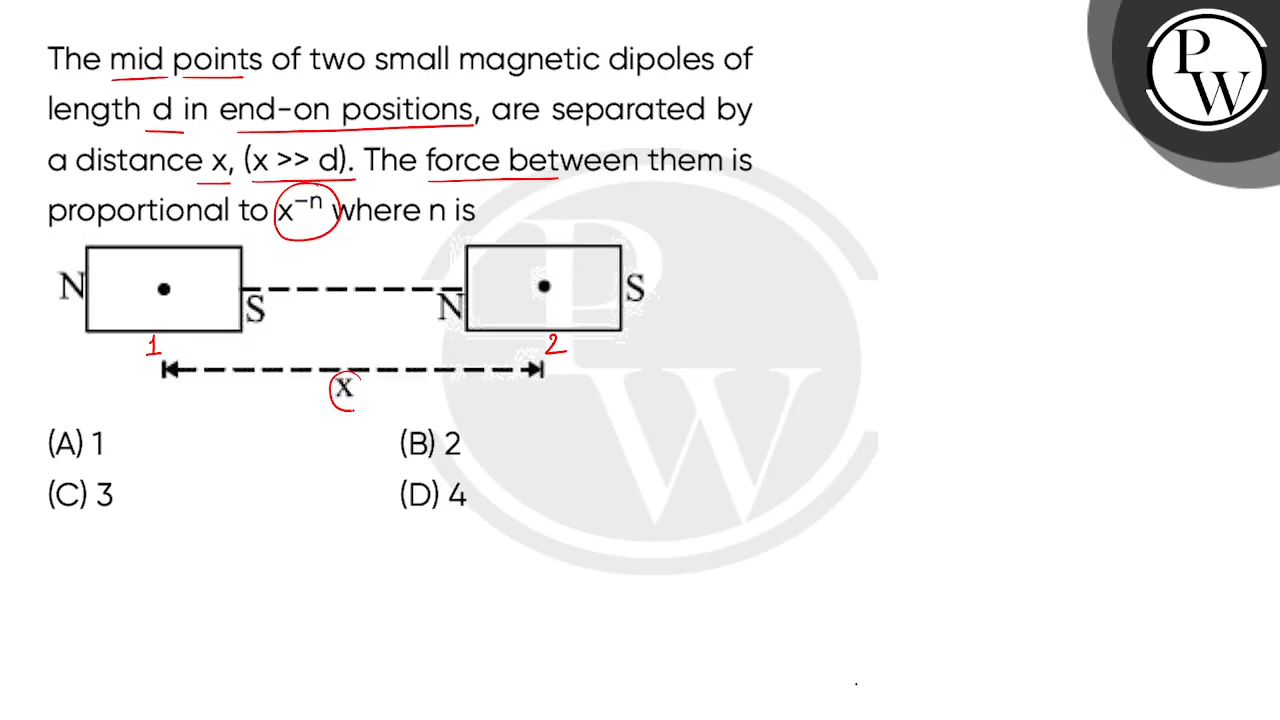 P
W
The mid points of two small magnetic dipoles of
length d in end-on positions, are separated by
a distance x, (x >> d). The force between them is
proportional to x⁻ⁿ where n is
N S N S
1 2
x
(A) 1 (B) 2
(C) 3 (D) 4
P
W